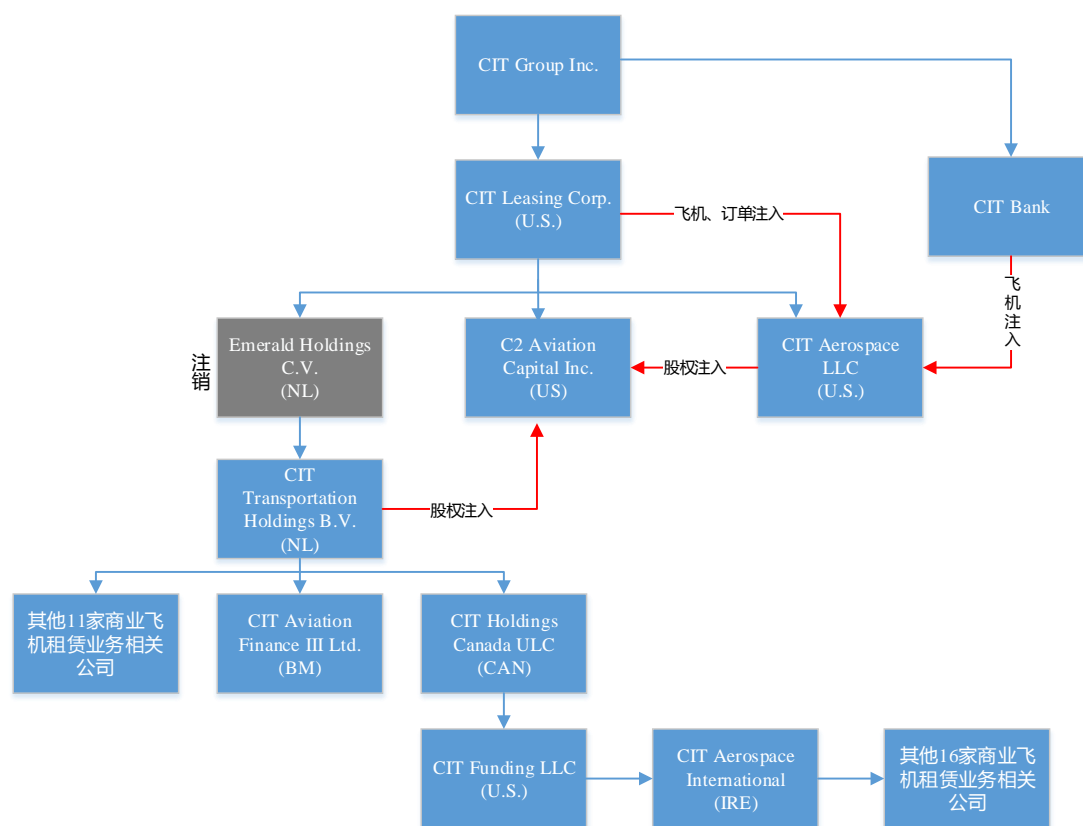 CIT Group Inc.
CIT Leasing Corp.
(U.S.)
飞机、订单注入
CIT Bank
飞机注入
注销
Emerald Holdings
C.V.
(NL)
C2 Aviation
Capital Inc.
(US)
股权注入
CIT Aerospace
LLC
(U.S.)
CIT
Transportation
Holdings B.V.
(NL)
股权注入
其他11家商业飞
机租赁业务相关
公司
CIT Aviation
Finance III Ltd.
(BM)
CIT Holdings
Canada ULC
(CAN)
CIT Funding LLC
(U.S.)
CIT Aerospace
International
(IRE)
其他16家商业飞
机租赁业务相关
公司